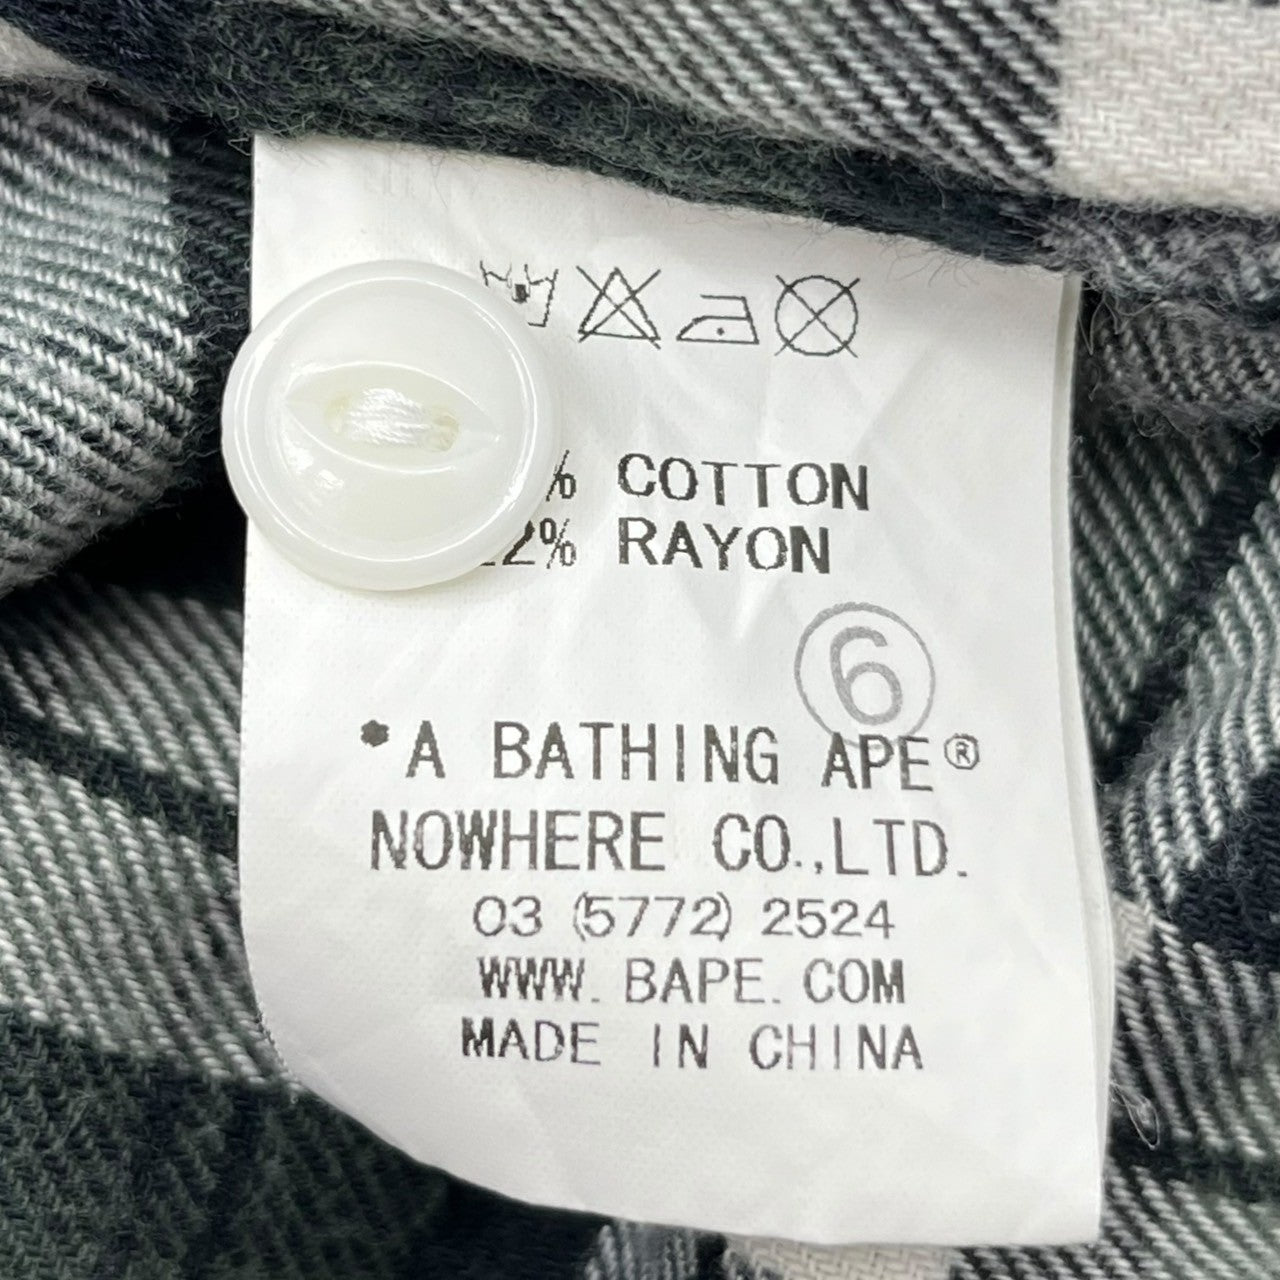 % COTTON
2% RAYON
6
*A BATHING APE®
NOWHERE CO.,LTD.
03 (5772) 2524
WWW. BAPE. COM
MADE IN CHINA